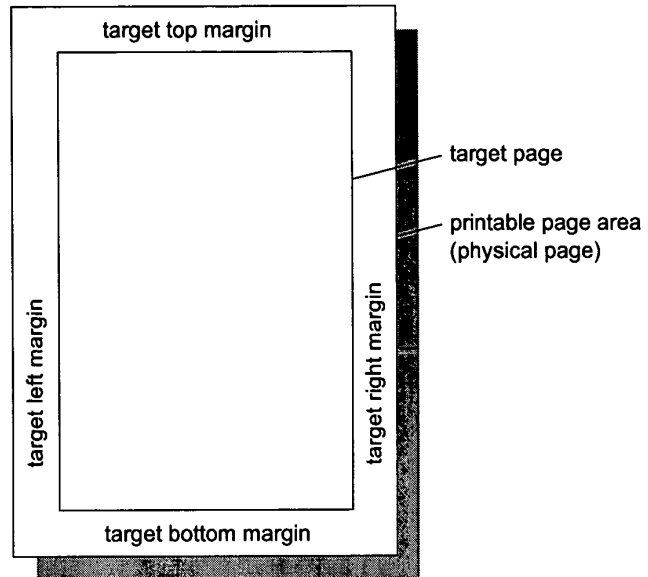 target top margin
target page
printable page area
(physical page)
target left margin
target right margin
target bottom margin